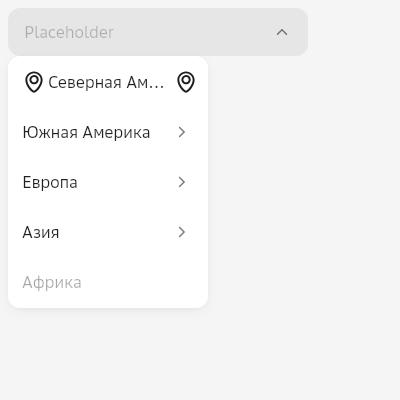 Placeholder
Северная Ам...
Южная Америка
Европа
Азия
Африка